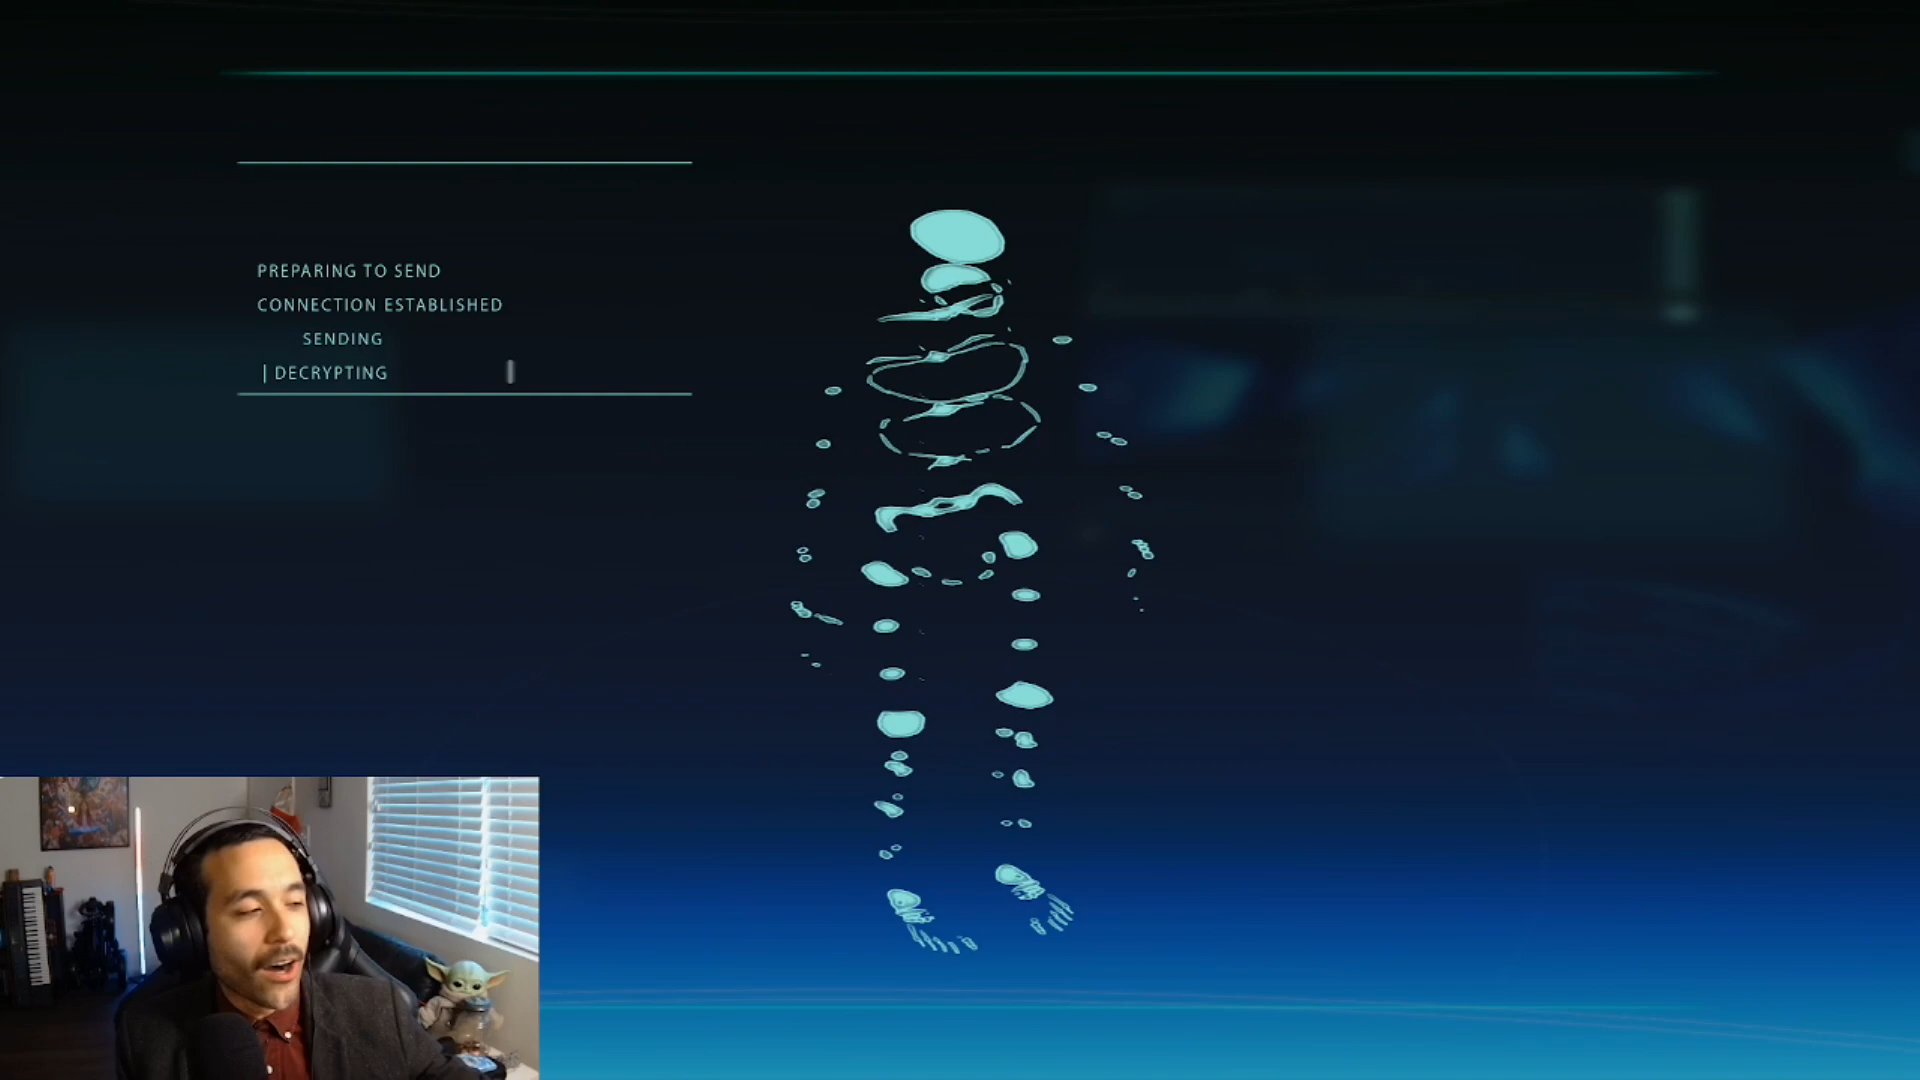 PREPARING TO SEND
CONNECTION ESTABLISHED
SENDING
| DECRYPTING